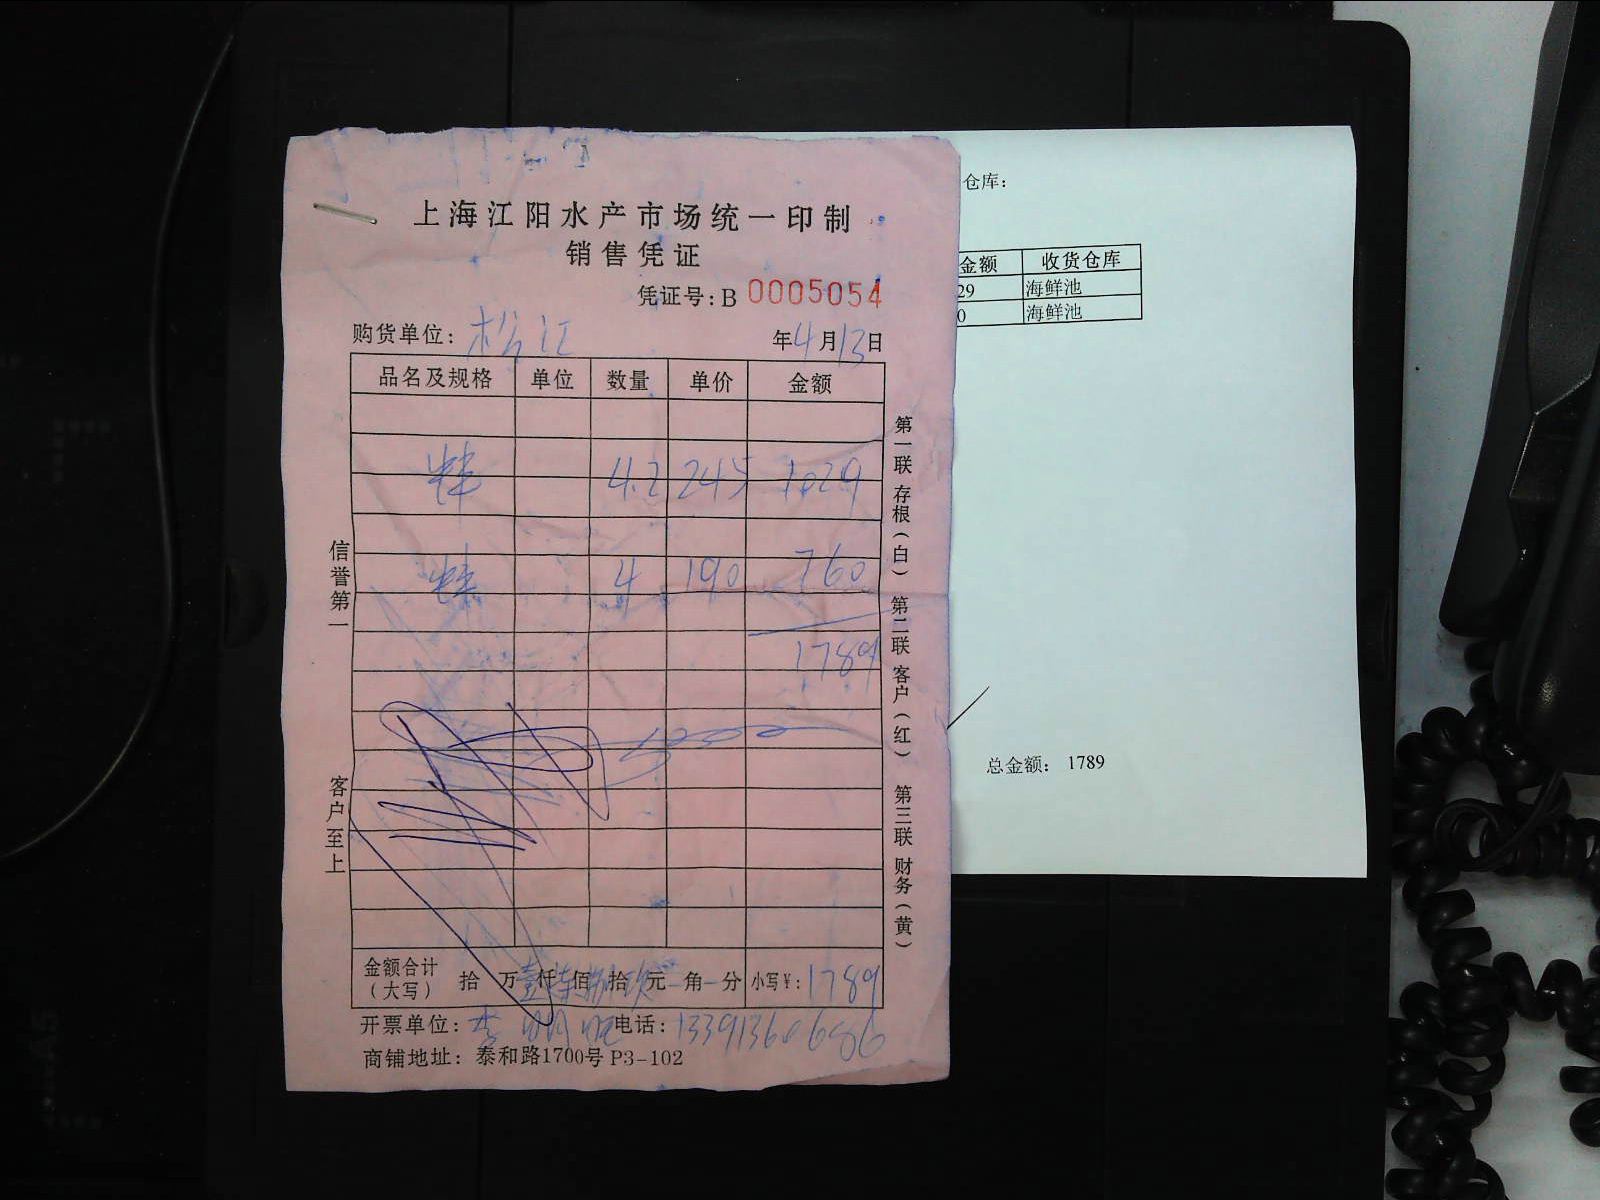 上海江阳水产市场统一印制
销售凭证
凭证号：B 0005054
购货单位：松江 年4月13日
品名及规格 单位 数量 单价 金额
4.2 245 1029
4 190 760
1789
信誉第一
客户至上
第一联 存根（白） 第二联 客户（红） 第三联 财务（黄）
金额合计（大写） 拾 万壹仟 佰 拾 元 角 分 小写￥：1789
开票单位：李 电话：13391360686
商铺地址：泰和路1700号 P3-102
仓库：
金额 收货仓库
29 海鲜池
0 海鲜池
总金额： 1789